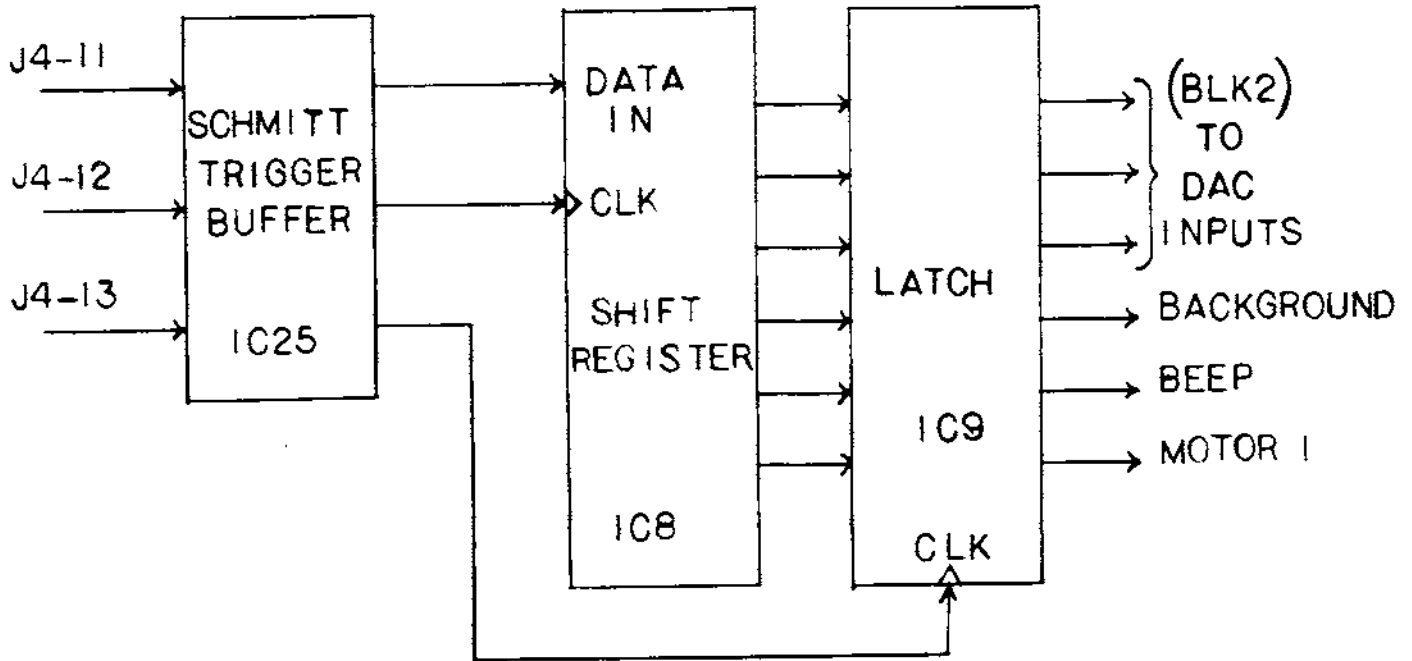 J4-11
J4-12
J4-13
SCHMITT
TRIGGER
BUFFER
IC25
DATA
IN
CLK
SHIFT
REGISTER
IC8
LATCH
IC9
CLK
(BLK2)
TO
DAC
INPUTS
BACKGROUND
BEEP
MOTOR 1